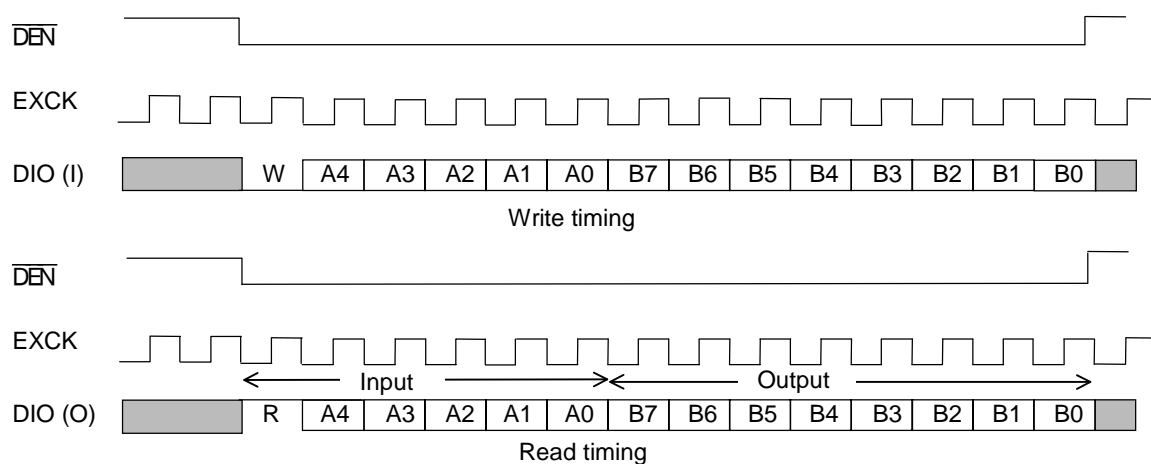 DEN
EXCK
DIO (I) W A4 A3 A2 A1 A0 B7 B6 B5 B4 B3 B2 B1 B0
Write timing
DEN
EXCK
Input Output
DIO (O) R A4 A3 A2 A1 A0 B7 B6 B5 B4 B3 B2 B1 B0
Read timing